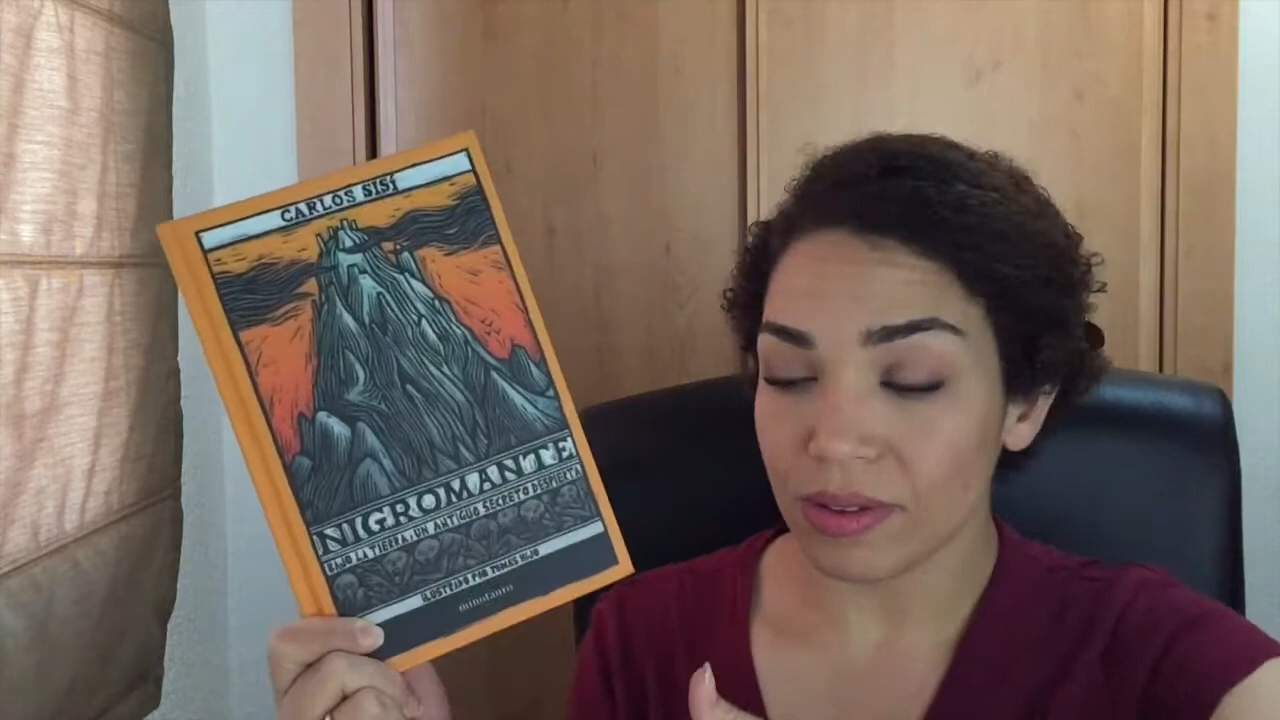 CARLOS SISÍ
NIGROMANTE
BAJO LA TIERRA, UN ANTIGUO SECRETO DESPIERTA
ILUSTRADO POR TOMÁS HIJO
minotauro